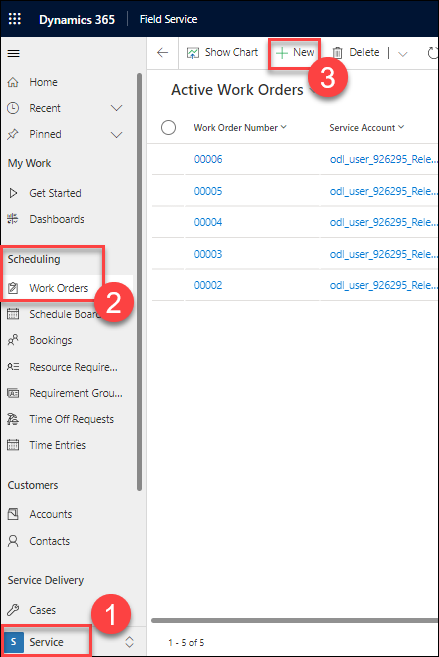 Dynamics 365 Field Service
Show Chart New Delete
Home
Recent
Pinned
My Work
Get Started
Dashboards
Scheduling
Work Orders
Schedule Boar
Bookings
Resource Require...
Requirement Grou...
Time Off Requests
Time Entries
Customers
Accounts
Contacts
Service Delivery
Cases
S Service
1
2
3
Active Work Orders
Work Order Number Service Account
00006 odl_user_926295_Rele...
00005 odl_user_926295_Rele...
00004 odl_user_926295_Rele...
00003 odl_user_926295_Rele...
00002 odl_user_926295_Rele...
1 - 5 of 5